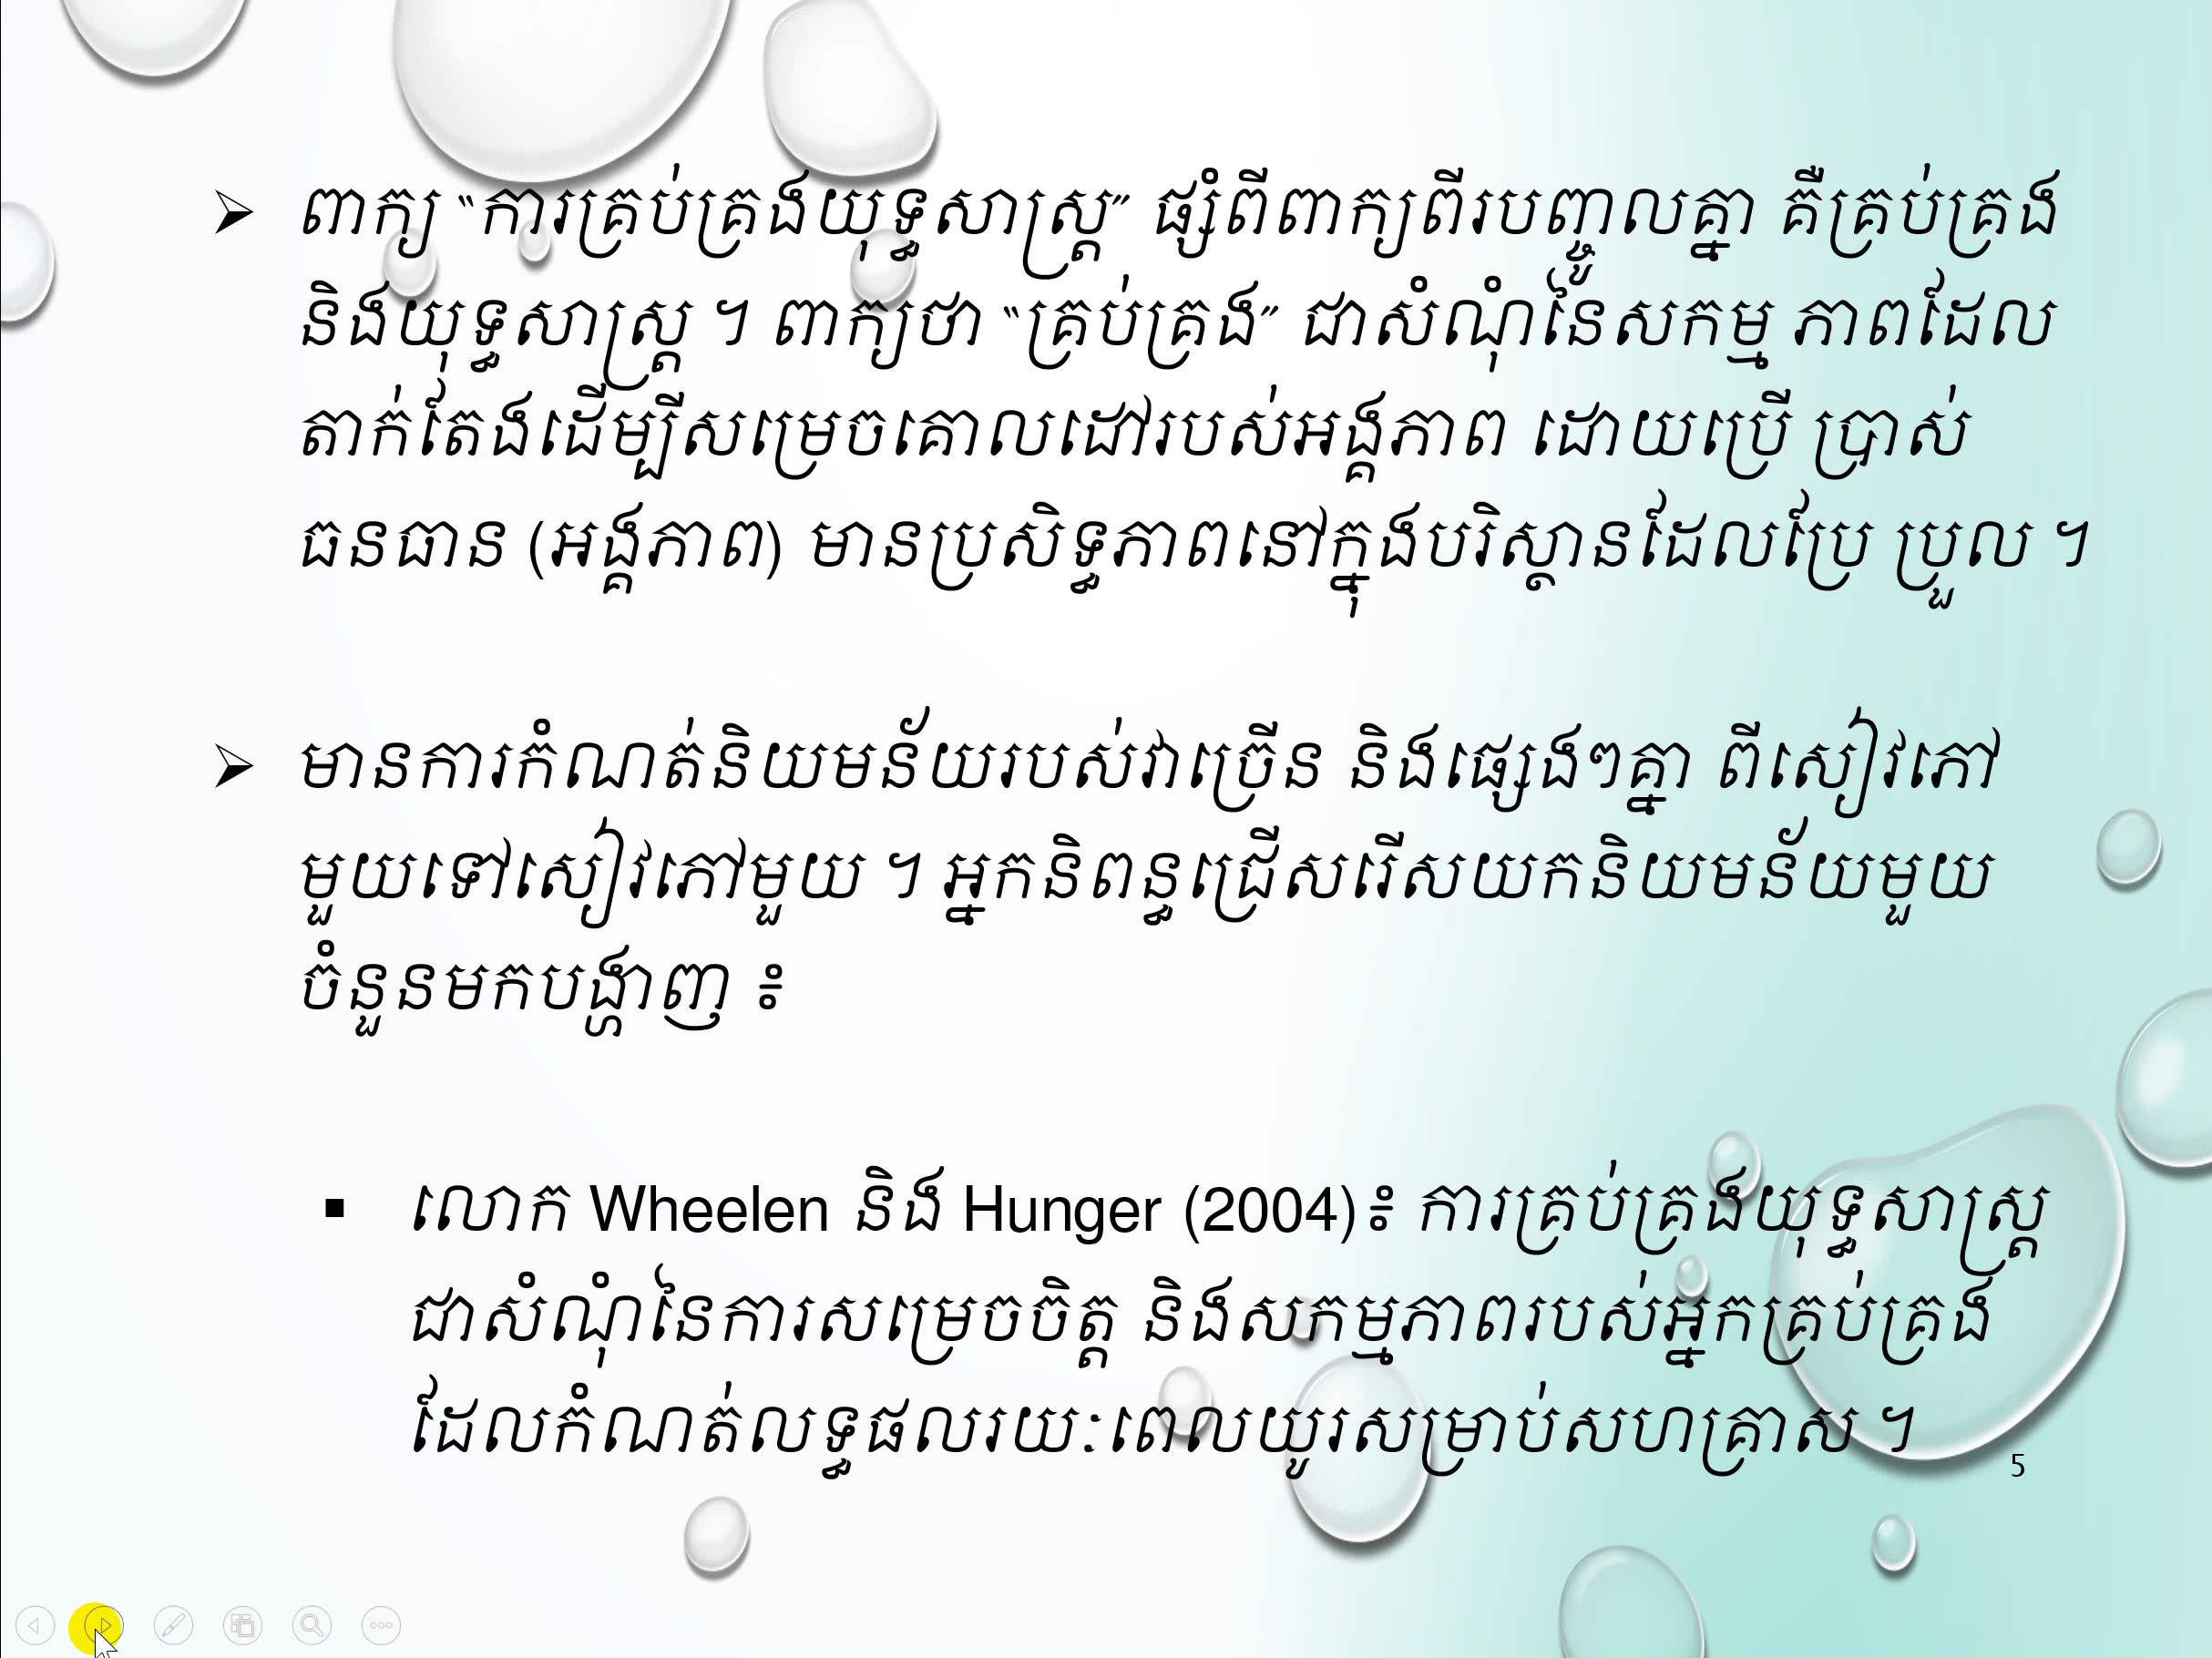 ➢ ពាក្យ “ការគ្រប់គ្រងយុទ្ធសាស្ត្រ” ផ្សំពីពាក្យពីរបញ្ចូលគ្នា គឺគ្រប់គ្រង
និងយុទ្ធសាស្ត្រ ។ ពាក្យថា “គ្រប់គ្រង” ជាសំណុំនៃសកម្ម ភាពដែល
តាក់តែងដើម្បីសម្រេចគោលដៅរបស់អង្គភាព ដោយប្រើ ប្រាស់
ធនធាន (អង្គភាព) មានប្រសិទ្ធភាពនៅក្នុងបរិស្ថានដែលប្រែ ប្រួល ។
➢ មានការកំណត់និយមន័យរបស់វាច្រើន និងផ្សេងៗគ្នា ពីសៀវភៅ
មួយទៅសៀវភៅមួយ ។ អ្នកនិពន្ធជ្រើសរើសយកនិយមន័យមួយ
ចំនួនមកបង្ហាញ ៖
▪ លោក Wheelen និង Hunger (2004)៖ ការគ្រប់គ្រងយុទ្ធសាស្ត្រ
ជាសំណុំនៃការសម្រេចចិត្ត និងសកម្មភាពរបស់អ្នកគ្រប់គ្រង
ដែលកំណត់លទ្ធផលរយៈពេលយូរសម្រាប់សហគ្រាស ។
5